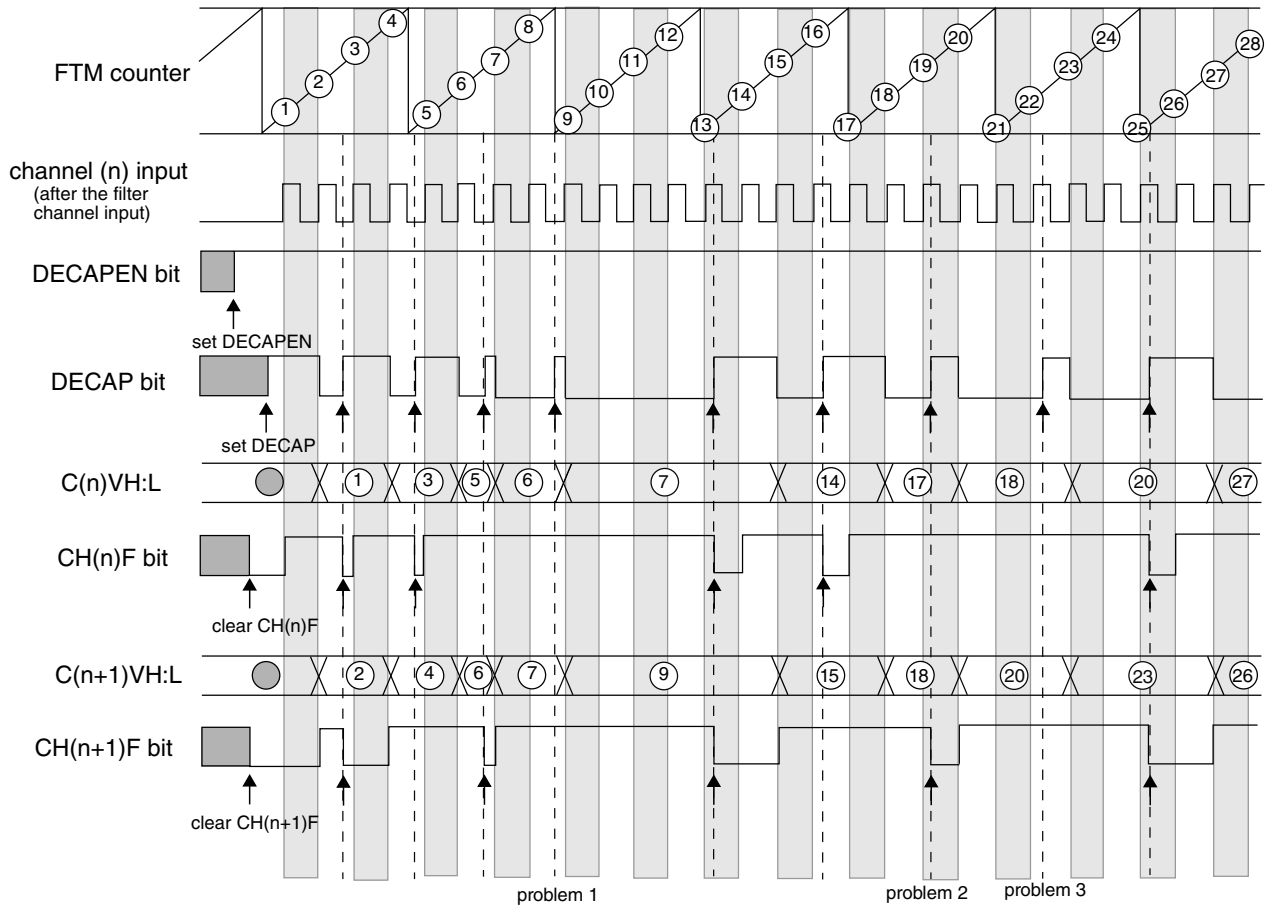 FTM counter
1 2 3 4 5 6 7 8 9 10 11 12 13 14 15 16 17 18 19 20 21 22 23 24 25 26 27 28
channel (n) input
(after the filter
channel input)
DECAPEN bit
set DECAPEN
DECAP bit
set DECAP
C(n)VH:L
1 3 5 6 7 14 17 18 20 27
CH(n)F bit
clear CH(n)F
C(n+1)VH:L
2 4 6 7 9 15 18 20 23 26
CH(n+1)F bit
clear CH(n+1)F
problem 1 problem 2 problem 3